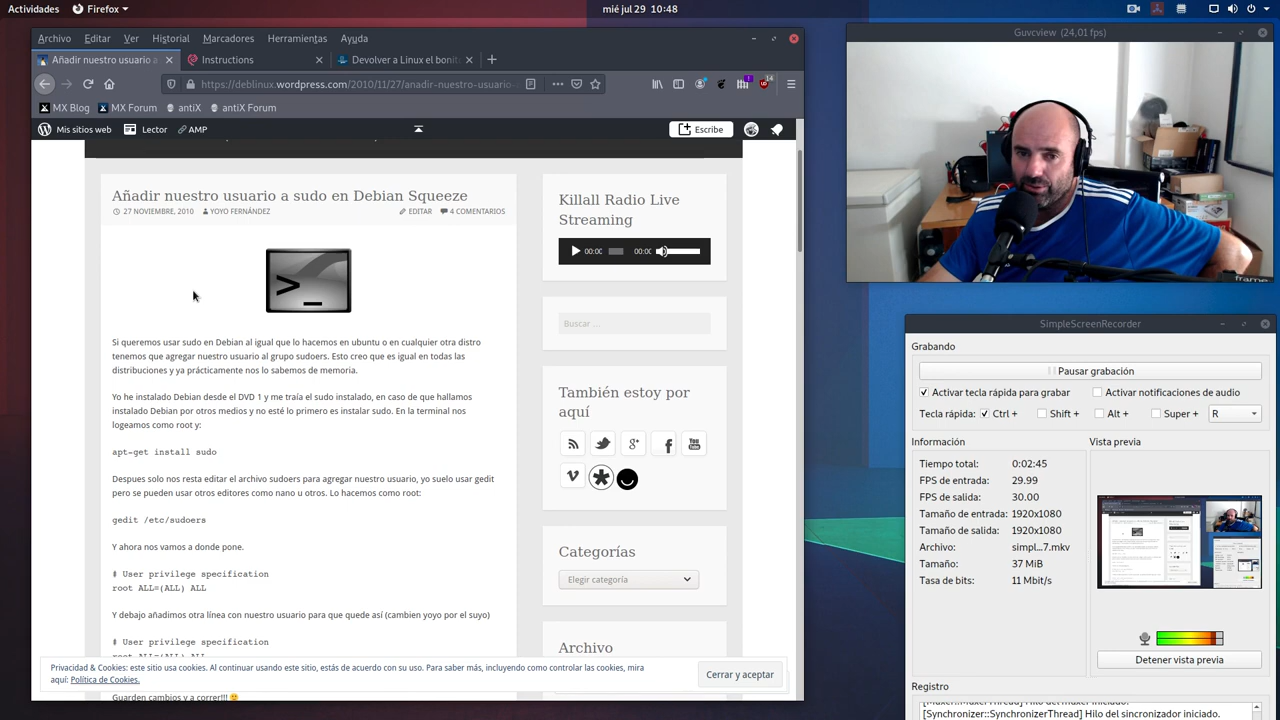 Actividades
Firefox
mié jul 29 10:48
Archivo Editar Ver Historial Marcadores Herramientas Ayuda
Añadir nuestro usuario a
Instructions
Devolver a Linux el bonit
https://deblinux.wordpress.com/2010/11/27/anadir-nuestro-usuario-
14
MX Blog MX Forum antiX antiX Forum
Mis sitios web Lector AMP Escribe
Añadir nuestro usuario a sudo en Debian Squeeze
27 NOVIEMBRE, 2010 YOYO FERNÁNDEZ EDITAR 4 COMENTARIOS
>_
Si queremos usar sudo en Debian al igual que lo hacemos en ubuntu o en cualquier otra distro
tenemos que agregar nuestro usuario al grupo sudoers. Esto creo que es igual en todas las
distribuciones y ya prácticamente nos lo sabemos de memoria.
Yo he instalado Debian desde el DVD 1 y me traía el sudo instalado, en caso de que hallamos
instalado Debian por otros medios y no esté lo primero es instalar sudo. En la terminal nos
logeamos como root y:
apt-get install sudo
Despues solo nos resta editar el archivo sudoers para agregar nuestro usuario, yo suelo usar gedit
pero se pueden usar otros editores como nano u otros. Lo hacemos como root:
gedit /etc/sudoers
Y ahora nos vamos a donde pone.
# User privilege specification
root ALL=(ALL) ALL
Y debajo añadimos otra línea con nuestro usuario para que quede así (cambien yoyo por el suyo)
# User privilege specification
Guarden cambios y a correr!!!
Killall Radio Live
Streaming
00:00 00:00
Buscar ...
También estoy por
aquí
You
Tube
Categorías
Elegir categoría
Archivo
Privacidad & Cookies: este sitio usa cookies. Al continuar usando este sitio, estás de acuerdo con su uso. Para saber más, incluyendo como controlar las cookies, mira
aquí: Política de Cookies.
Cerrar y aceptar
Guvcview (24,01 fps)
frame
SimpleScreenRecorder
Grabando
Pausar grabación
Activar tecla rápida para grabar
Activar notificaciones de audio
Tecla rápida: Ctrl + Shift + Alt + Super + R
Información
Tiempo total: 0:02:45
FPS de entrada: 29.99
FPS de salida: 30.00
Tamaño de entrada: 1920x1080
Tamaño de salida: 1920x1080
Archivo: simpl...7.mkv
Tamaño: 37 MiB
Tasa de bits: 11 Mbit/s
Vista previa
Detener vista previa
Registro
[Muxer::MuxerThread] Hilo del muxer iniciado.
[Synchronizer::SynchronizerThread] Hilo del sincronizador iniciado.